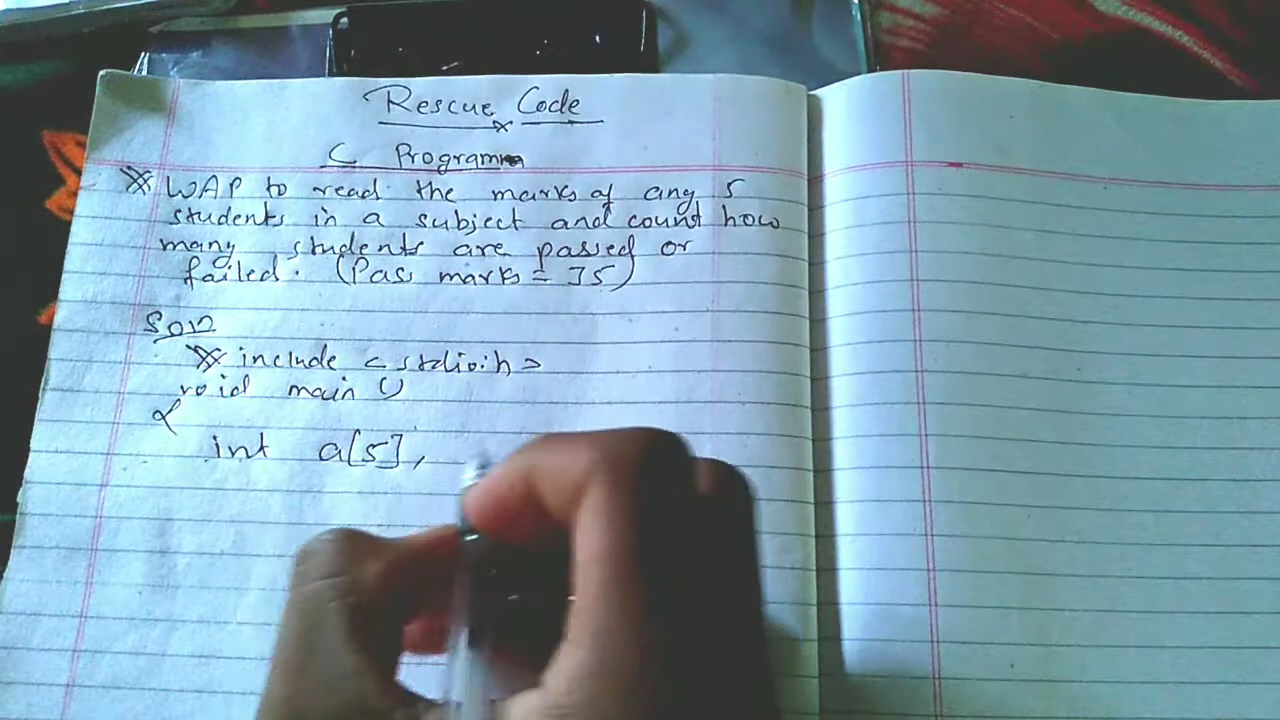 Rescue Code
C Program
* WAP to read the marks of any 5
students in a subject and count how
many students are passed or
failed. (Pass marks = 35)
Soln
# include <stdio.h>
void main ()
{
int a[5],